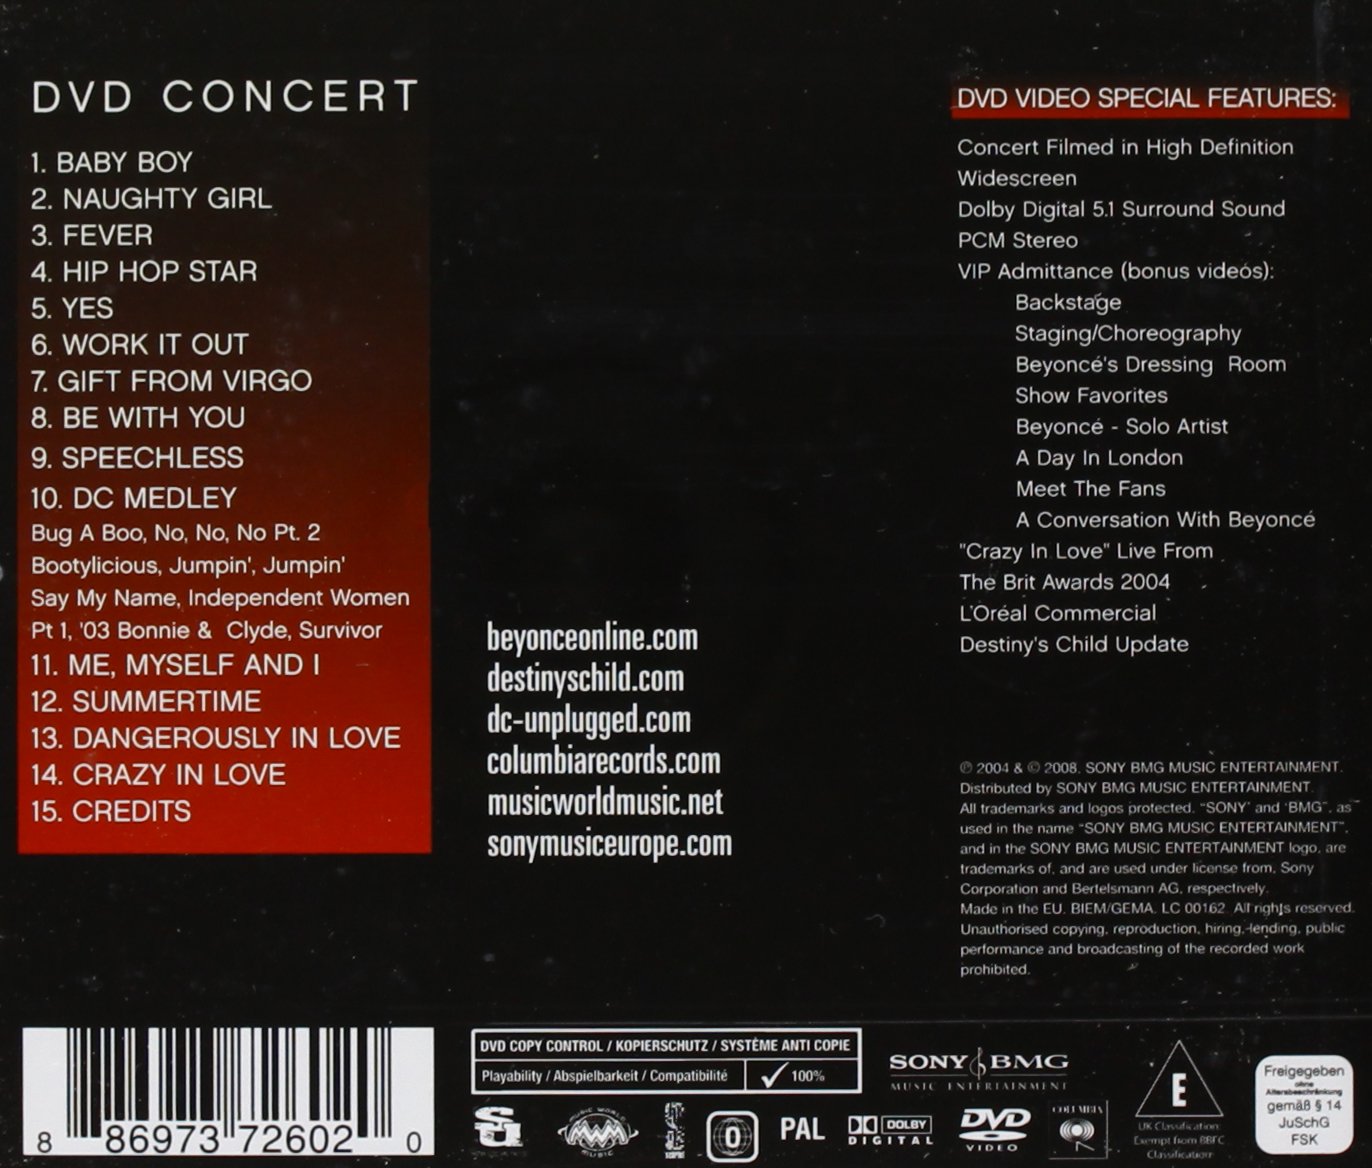 DVD CONCERT
1. BABY BOY
2. NAUGHTY GIRL
3. FEVER
4. HIP HOP STAR
5. YES
6. WORK IT OUT
7. GIFT FROM VIRGO
8. BE WITH YOU
9. SPEECHLESS
10. DC MEDLEY
Bug A Boo, No, No, No Pt. 2
Bootylicious, Jumpin', Jumpin'
Say My Name, Independent Women
Pt 1, '03 Bonnie & Clyde, Survivor
11. ME, MYSELF AND I
12. SUMMERTIME
13. DANGEROUSLY IN LOVE
14. CRAZY IN LOVE
15. CREDITS
beyonceonline.com
destinyschild.com
dc-unplugged.com
columbiarecords.com
musicworldmusic.net
sonymusiceurope.com
DVD VIDEO SPECIAL FEATURES:
Concert Filmed in High Definition
Widescreen
Dolby Digital 5.1 Surround Sound
PCM Stereo
VIP Admittance (bonus videos):
Backstage
Staging/Choreography
Beyoncé's Dressing Room
Show Favorites
Beyoncé - Solo Artist
A Day In London
Meet The Fans
A Conversation With Beyoncé
"Crazy In Love" Live From
The Brit Awards 2004
L'Oréal Commercial
Destiny's Child Update
℗ 2004 & © 2008, SONY BMG MUSIC ENTERTAINMENT.
Distributed by SONY BMG MUSIC ENTERTAINMENT.
All trademarks and logos protected. "SONY" and "BMG", as
used in the name "SONY BMG MUSIC ENTERTAINMENT",
and in the SONY BMG MUSIC ENTERTAINMENT logo, are
trademarks of, and are used under license from, Sony
Corporation and Bertelsmann AG, respectively.
Made in the EU. BIEM/GEMA. LC 00162. All rights reserved.
Unauthorised copying, reproduction, hiring, lending, public
performance and broadcasting of the recorded work
prohibited.
8 86973 72602 0
DVD COPY CONTROL / KOPIERSCHUTZ / SYSTÈME ANTI COPIE
Playability / Abspielbarkeit / Compatibilité 100%
MUSIC WORLD
MUSIC
0
PAL
DOLBY
DIGITAL
DVD
VIDEO
SONY BMG
MUSIC ENTERTAINMENT
COLUMBIA
E
UK Classification:
Exempt from BBFC
Classification
Freigegeben
ohne
Altersbeschränkung
gemäß § 14
JuSchG
FSK